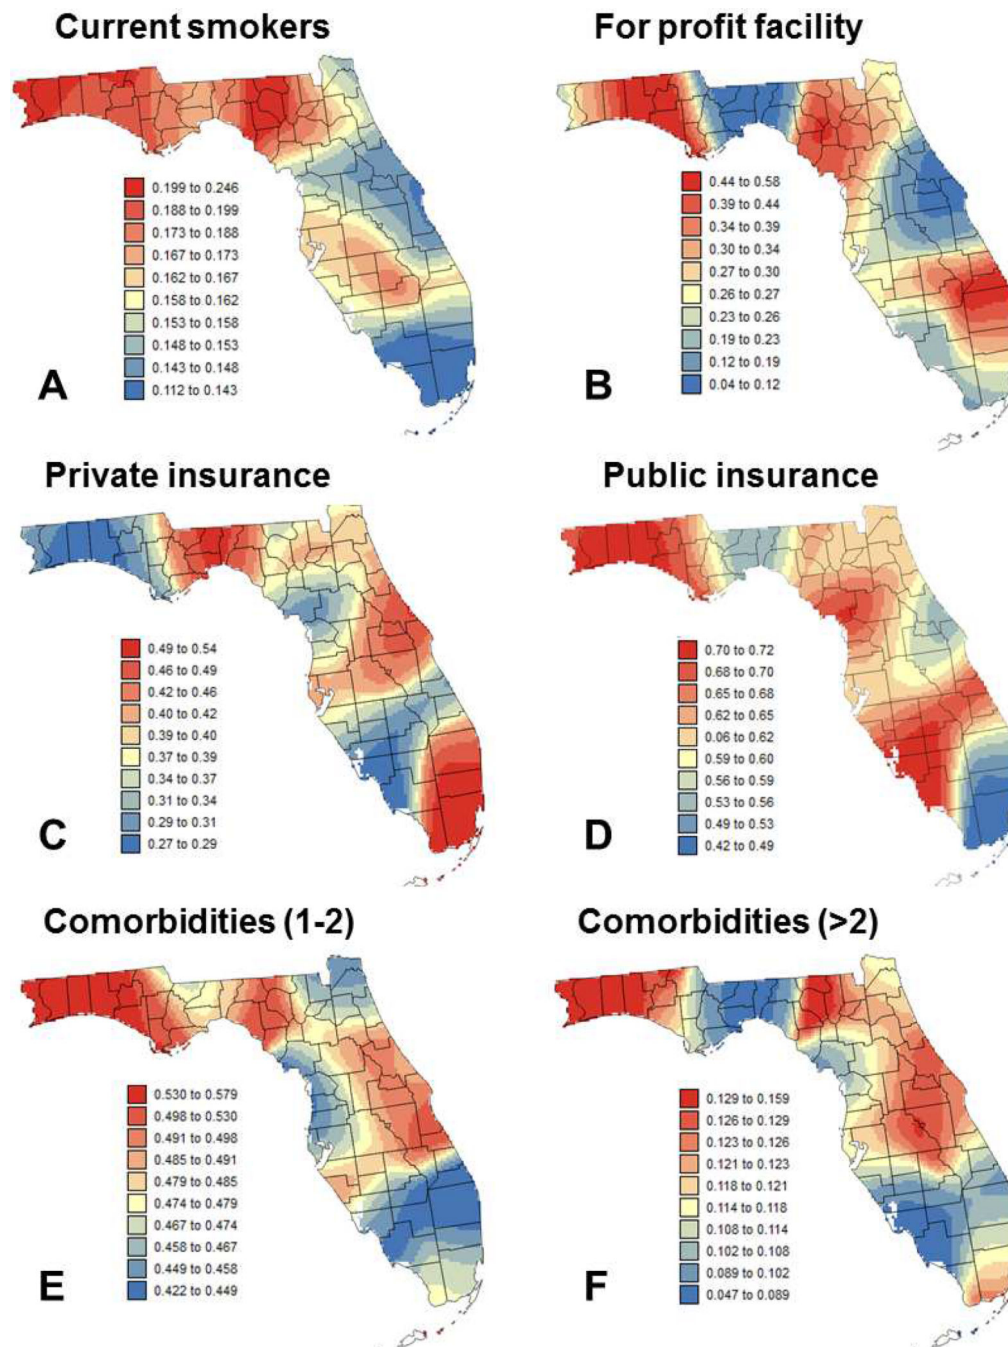 Current smokers
For profit facility
0.199 to 0.246
0.188 to 0.199
0.173 to 0.188
0.167 to 0.173
0.162 to 0.167
0.158 to 0.162
0.153 to 0.158
0.148 to 0.153
0.143 to 0.148
0.112 to 0.143
A
0.44 to 0.58
0.39 to 0.44
0.34 to 0.39
0.30 to 0.34
0.27 to 0.30
0.26 to 0.27
0.23 to 0.26
0.19 to 0.23
0.12 to 0.19
0.04 to 0.12
B
Private insurance
Public insurance
0.49 to 0.54
0.46 to 0.49
0.42 to 0.46
0.40 to 0.42
0.39 to 0.40
0.37 to 0.39
0.34 to 0.37
0.31 to 0.34
0.29 to 0.31
0.27 to 0.29
C
0.70 to 0.72
0.68 to 0.70
0.65 to 0.68
0.62 to 0.65
0.06 to 0.62
0.59 to 0.60
0.56 to 0.59
0.53 to 0.56
0.49 to 0.53
0.42 to 0.49
D
Comorbidities (1-2)
Comorbidities (>2)
0.530 to 0.579
0.498 to 0.530
0.491 to 0.498
0.485 to 0.491
0.479 to 0.485
0.474 to 0.479
0.467 to 0.474
0.458 to 0.467
0.449 to 0.458
0.422 to 0.449
E
0.129 to 0.159
0.126 to 0.129
0.123 to 0.126
0.121 to 0.123
0.118 to 0.121
0.114 to 0.118
0.108 to 0.114
0.102 to 0.108
0.089 to 0.102
0.047 to 0.089
F